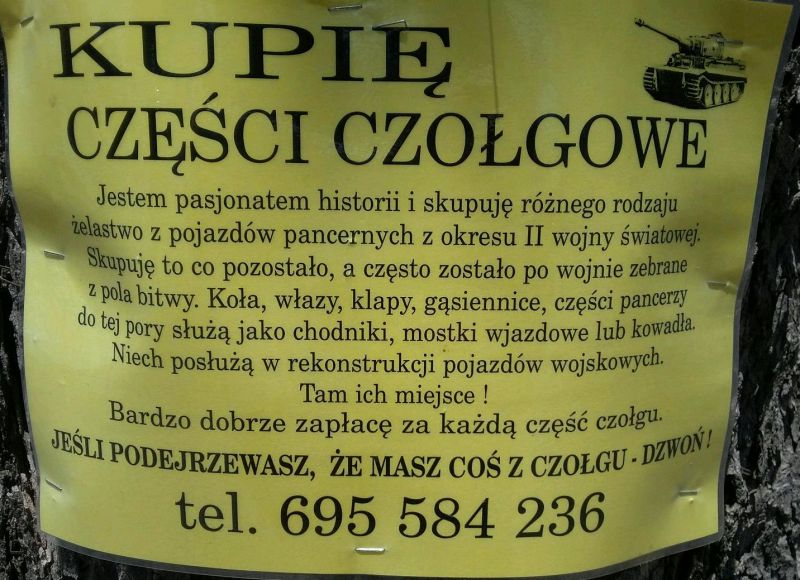 KUPIĘ
CZĘŚCI CZOŁGOWE
Jestem pasjonatem historii i skupuję różnego rodzaju
żelastwo z pojazdów pancernych z okresu II wojny światowej.
Skupuję to co pozostało, a często zostało po wojnie zebrane
z pola bitwy. Koła, włazy, klapy, gąsiennice, części pancerzy
do tej pory służą jako chodniki, mostki wjazdowe lub kowadła.
Niech posłużą w rekonstrukcji pojazdów wojskowych.
Tam ich miejsce !
Bardzo dobrze zapłacę za każdą część czołgu.
JEŚLI PODEJRZEWASZ, ŻE MASZ COŚ Z CZOŁGU - DZWOŃ !
tel. 695 584 236